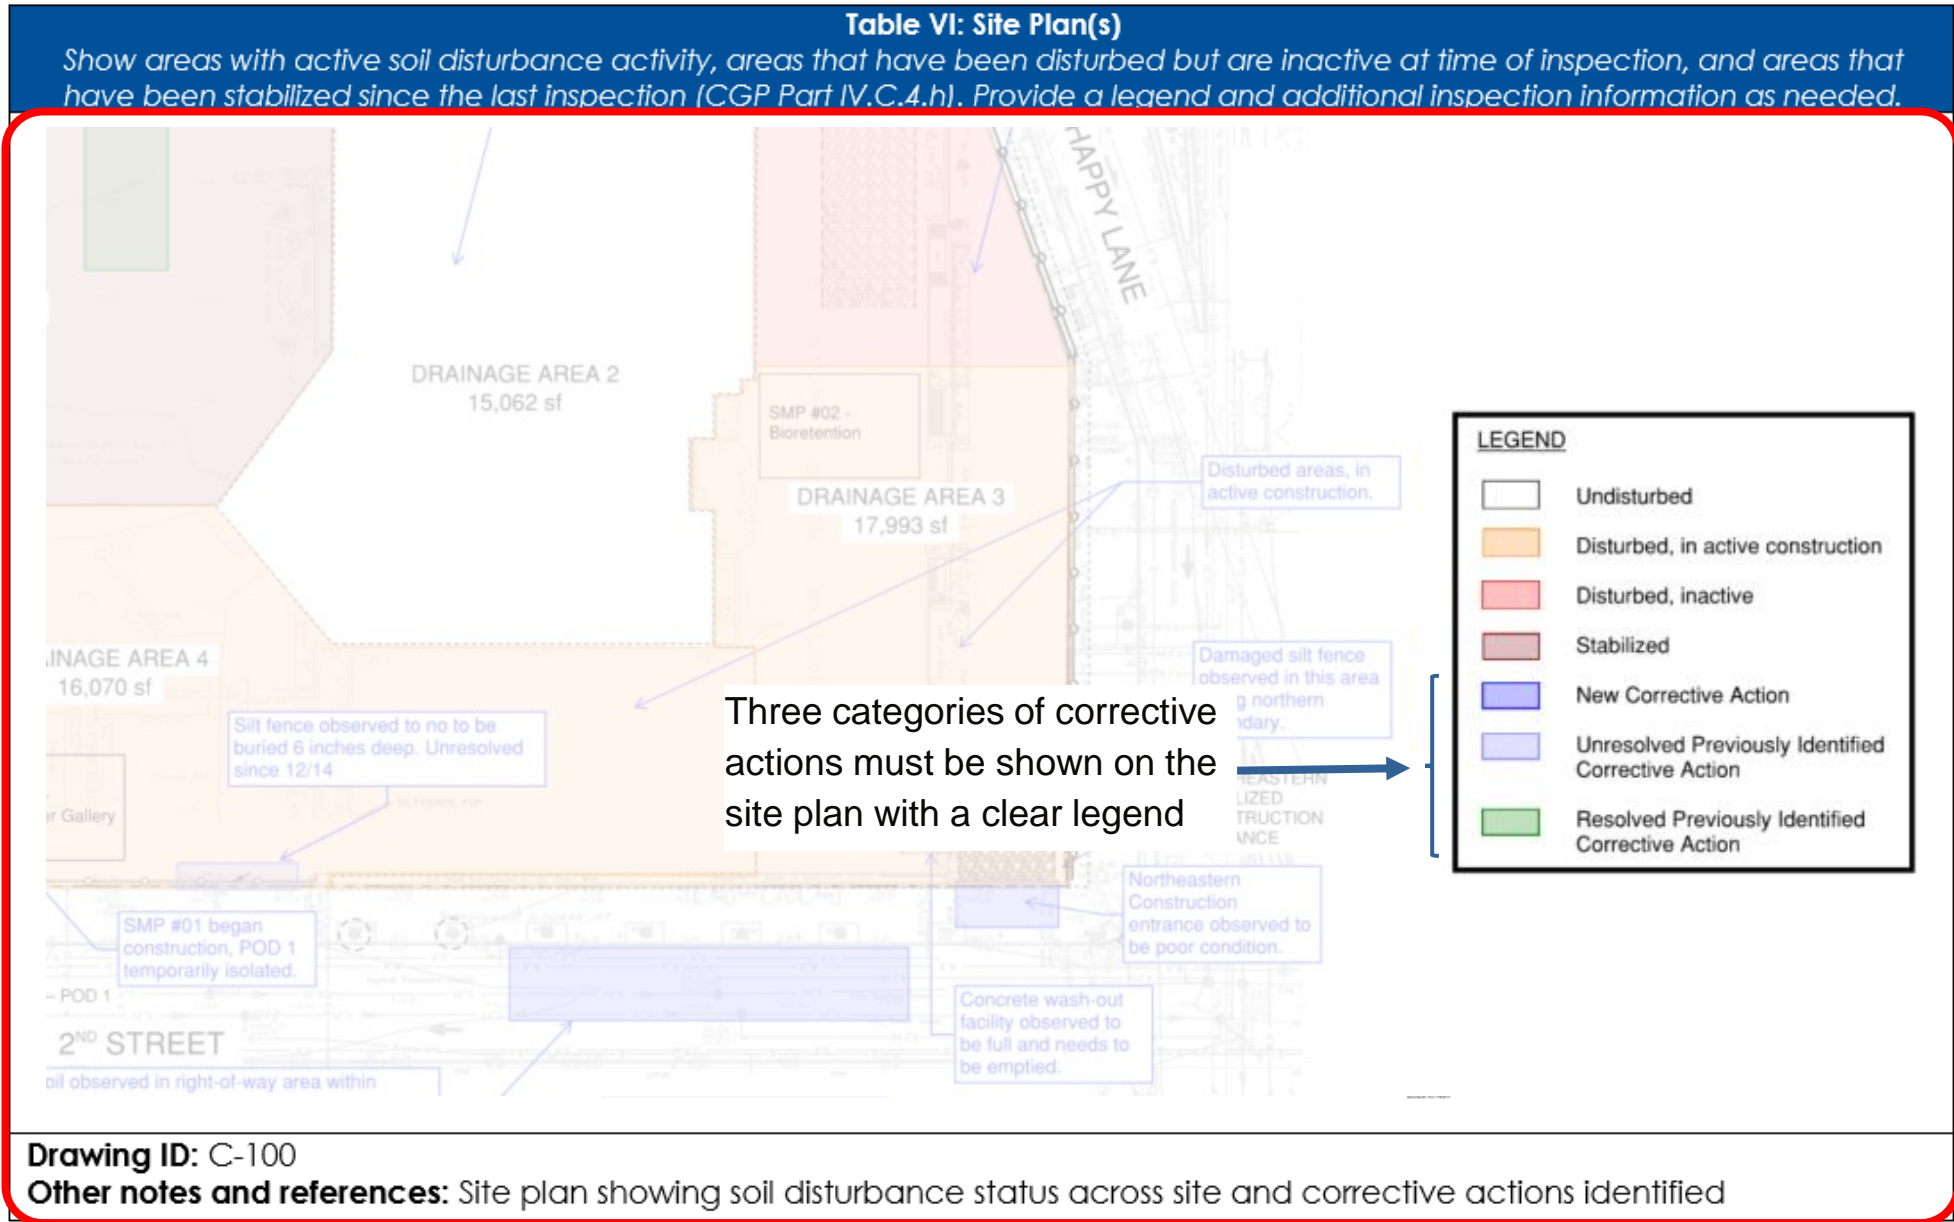 Table VI: Site Plan(s)
Show areas with active soil disturbance activity, areas that have been disturbed but are inactive at time of inspection, and areas that
have been stabilized since the last inspection (CGP Part IV.C.4.h). Provide a legend and additional inspection information as needed.
HAPPY LANE
DRAINAGE AREA 2
15,062 sf
SMP #02 -
Bioretention
DRAINAGE AREA 3
17,993 sf
Disturbed areas, in
active construction.
INAGE AREA 4
16,070 sf
Silt fence observed to no to be
buried 6 inches deep. Unresolved
since 12/14
Gallery
Damaged silt fence
observed in this area
northern
Three categories of corrective
actions must be shown on the
site plan with a clear legend
SMP #01 began
construction, POD 1
temporarily isolated.
Northeastern
Construction
entrance observed to
be poor condition.
Concrete wash-out
facility observed to
be full and needs to
be emptied.
POD 1
2ND STREET
oil observed in right-of-way area within
LEGEND
Undisturbed
Disturbed, in active construction
Disturbed, inactive
Stabilized
New Corrective Action
Unresolved Previously Identified
Corrective Action
Resolved Previously Identified
Corrective Action
Drawing ID: C-100
Other notes and references: Site plan showing soil disturbance status across site and corrective actions identified